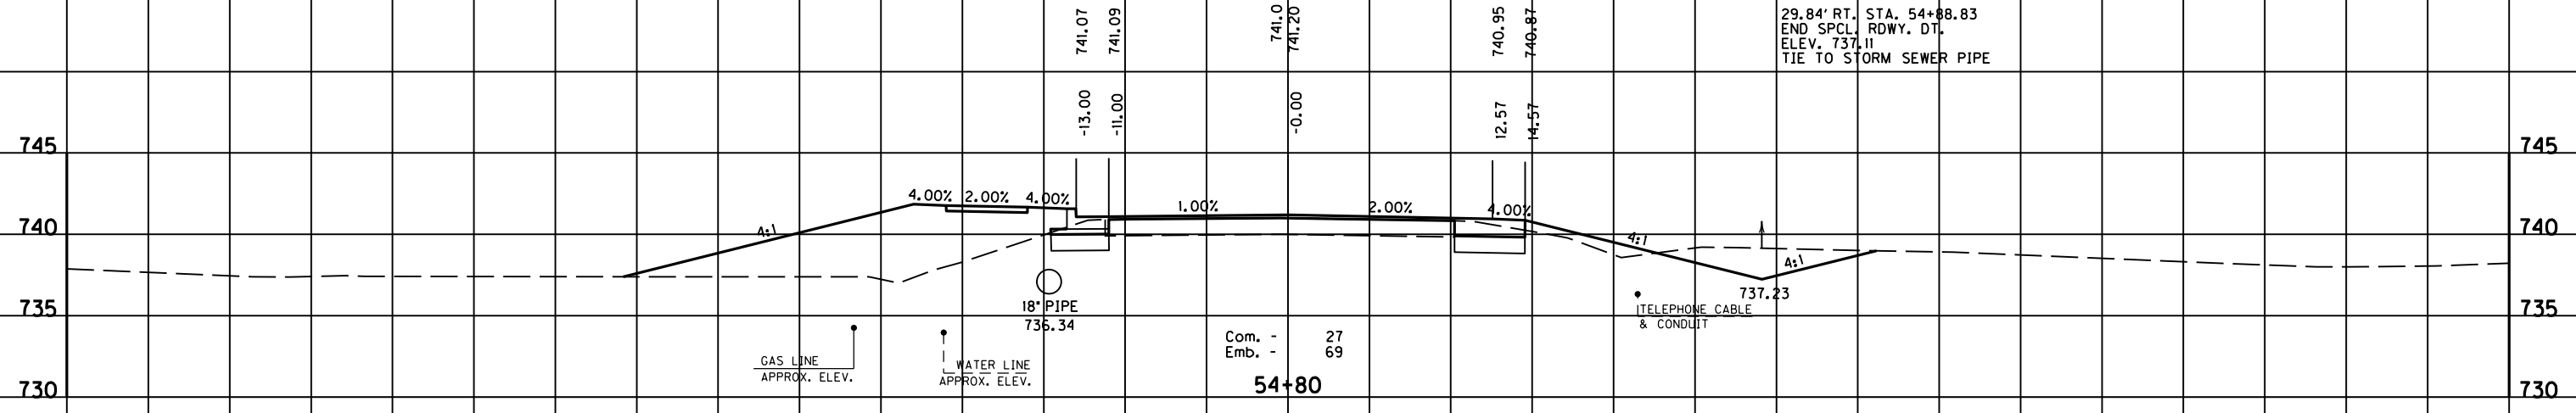 741.07
741.09
741.0
741.20
740.95
740.87
29.84' RT. STA. 54+88.83
END SPCL. RDWY. DT.
ELEV. 737.11
TIE TO STORM SEWER PIPE
-13.00
-11.00
-0.00
12.57
14.57
745
745
4.00%
2.00%
4.00%
1.00%
2.00%
4.00%
740
4:1
4:1
4:1
740
737.23
735
18" PIPE
736.34
TELEPHONE CABLE
& CONDUIT
735
GAS LINE
APPROX. ELEV.
WATER LINE
APPROX. ELEV.
Com. - 27
Emb. - 69
730
54+80
730